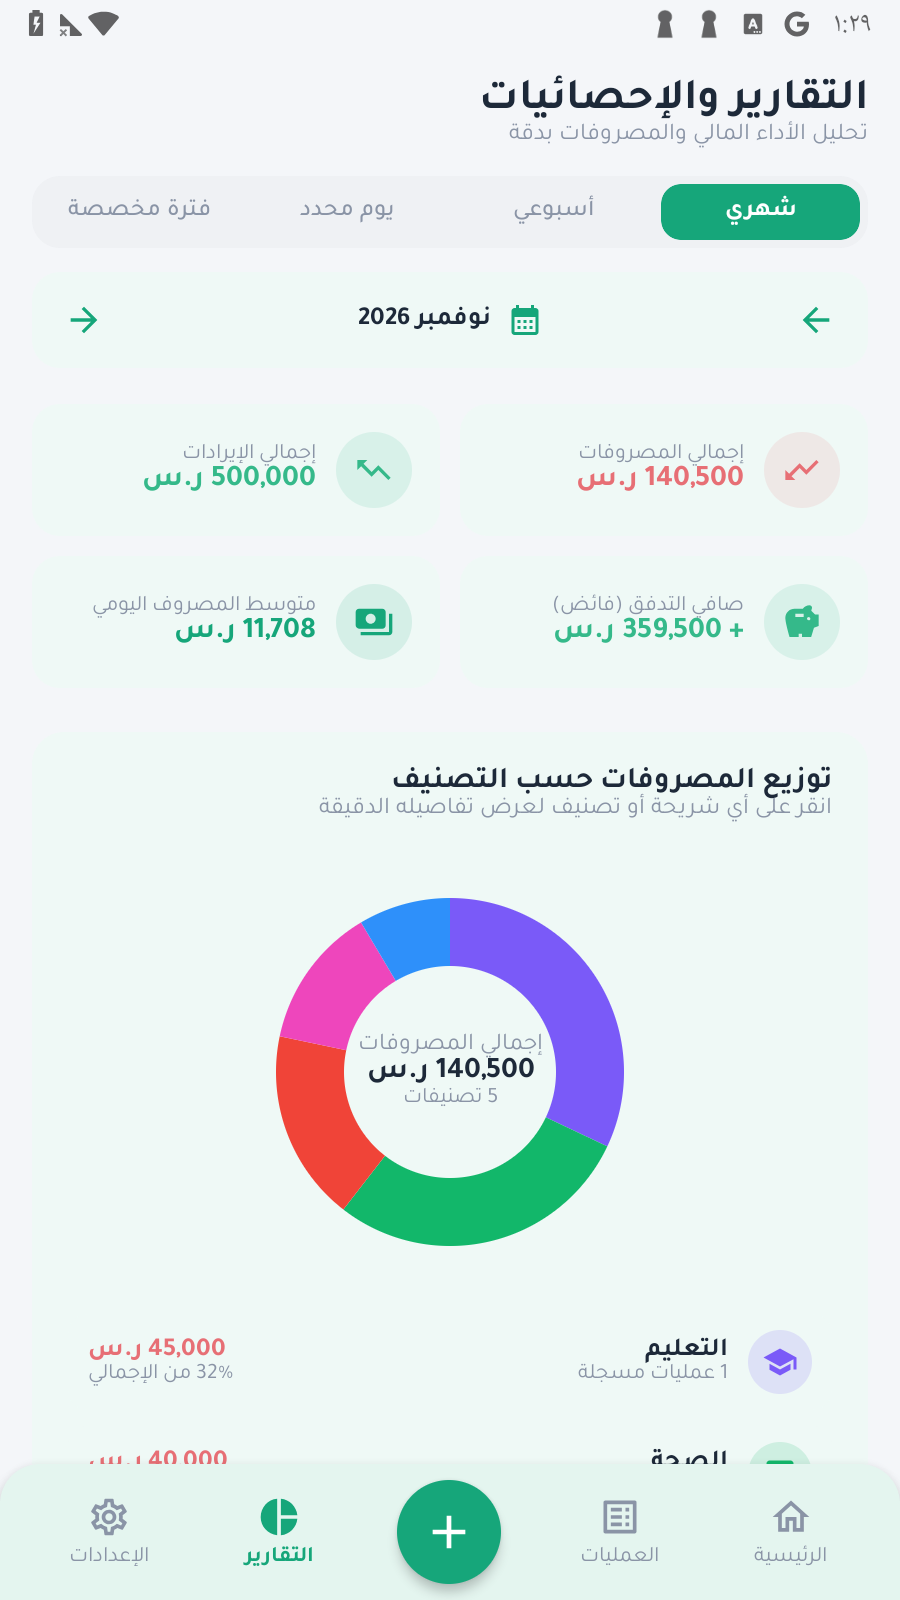 ١:٢٩
التقارير والإحصائيات
تحليل الأداء المالي والمصروفات بدقة
شهري
أسبوعي
يوم محدد
فترة مخصصة
نوفمبر 2026
إجمالي المصروفات
140,500 ر.س
إجمالي الإيرادات
500,000 ر.س
صافي التدفق (فائض)
+ 359,500 ر.س
متوسط المصروف اليومي
11,708 ر.س
توزيع المصروفات حسب التصنيف
انقر على أي شريحة أو تصنيف لعرض تفاصيله الدقيقة
إجمالي المصروفات
140,500 ر.س
5 تصنيفات
التعليم
1 عمليات مسجلة
45,000 ر.س
32% من الإجمالي
الصحة
40,000 ر.س
الرئيسية
العمليات
التقارير
الإعدادات